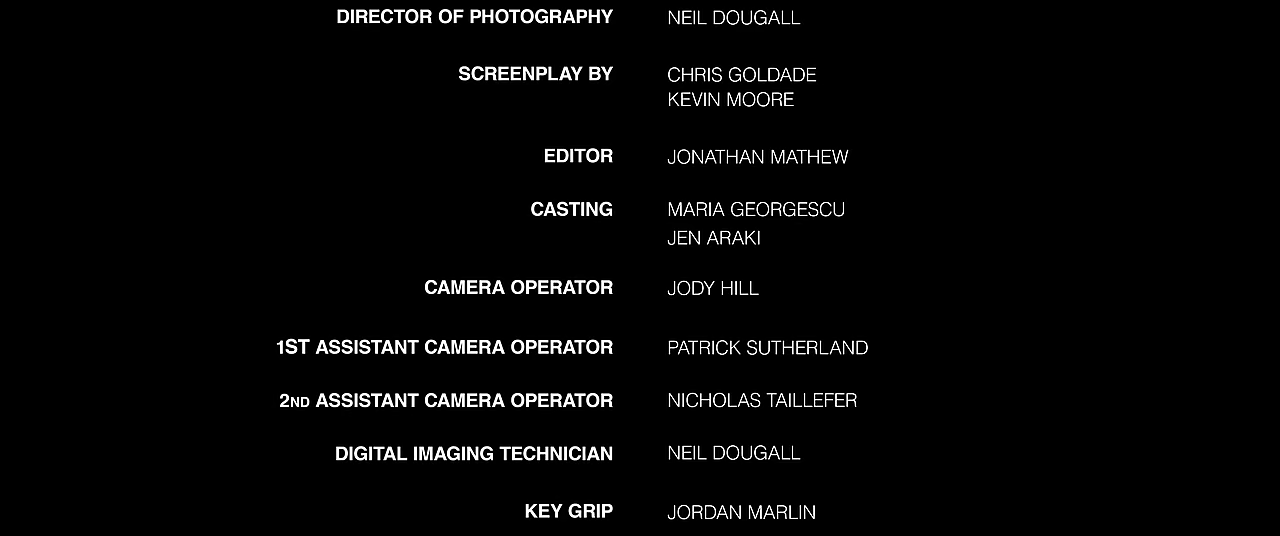 DIRECTOR OF PHOTOGRAPHY NEIL DOUGALL
SCREENPLAY BY CHRIS GOLDADE
KEVIN MOORE
EDITOR JONATHAN MATHEW
CASTING MARIA GEORGESCU
JEN ARAKI
CAMERA OPERATOR JODY HILL
1ST ASSISTANT CAMERA OPERATOR PATRICK SUTHERLAND
2ND ASSISTANT CAMERA OPERATOR NICHOLAS TAILLEFER
DIGITAL IMAGING TECHNICIAN NEIL DOUGALL
KEY GRIP JORDAN MARLIN